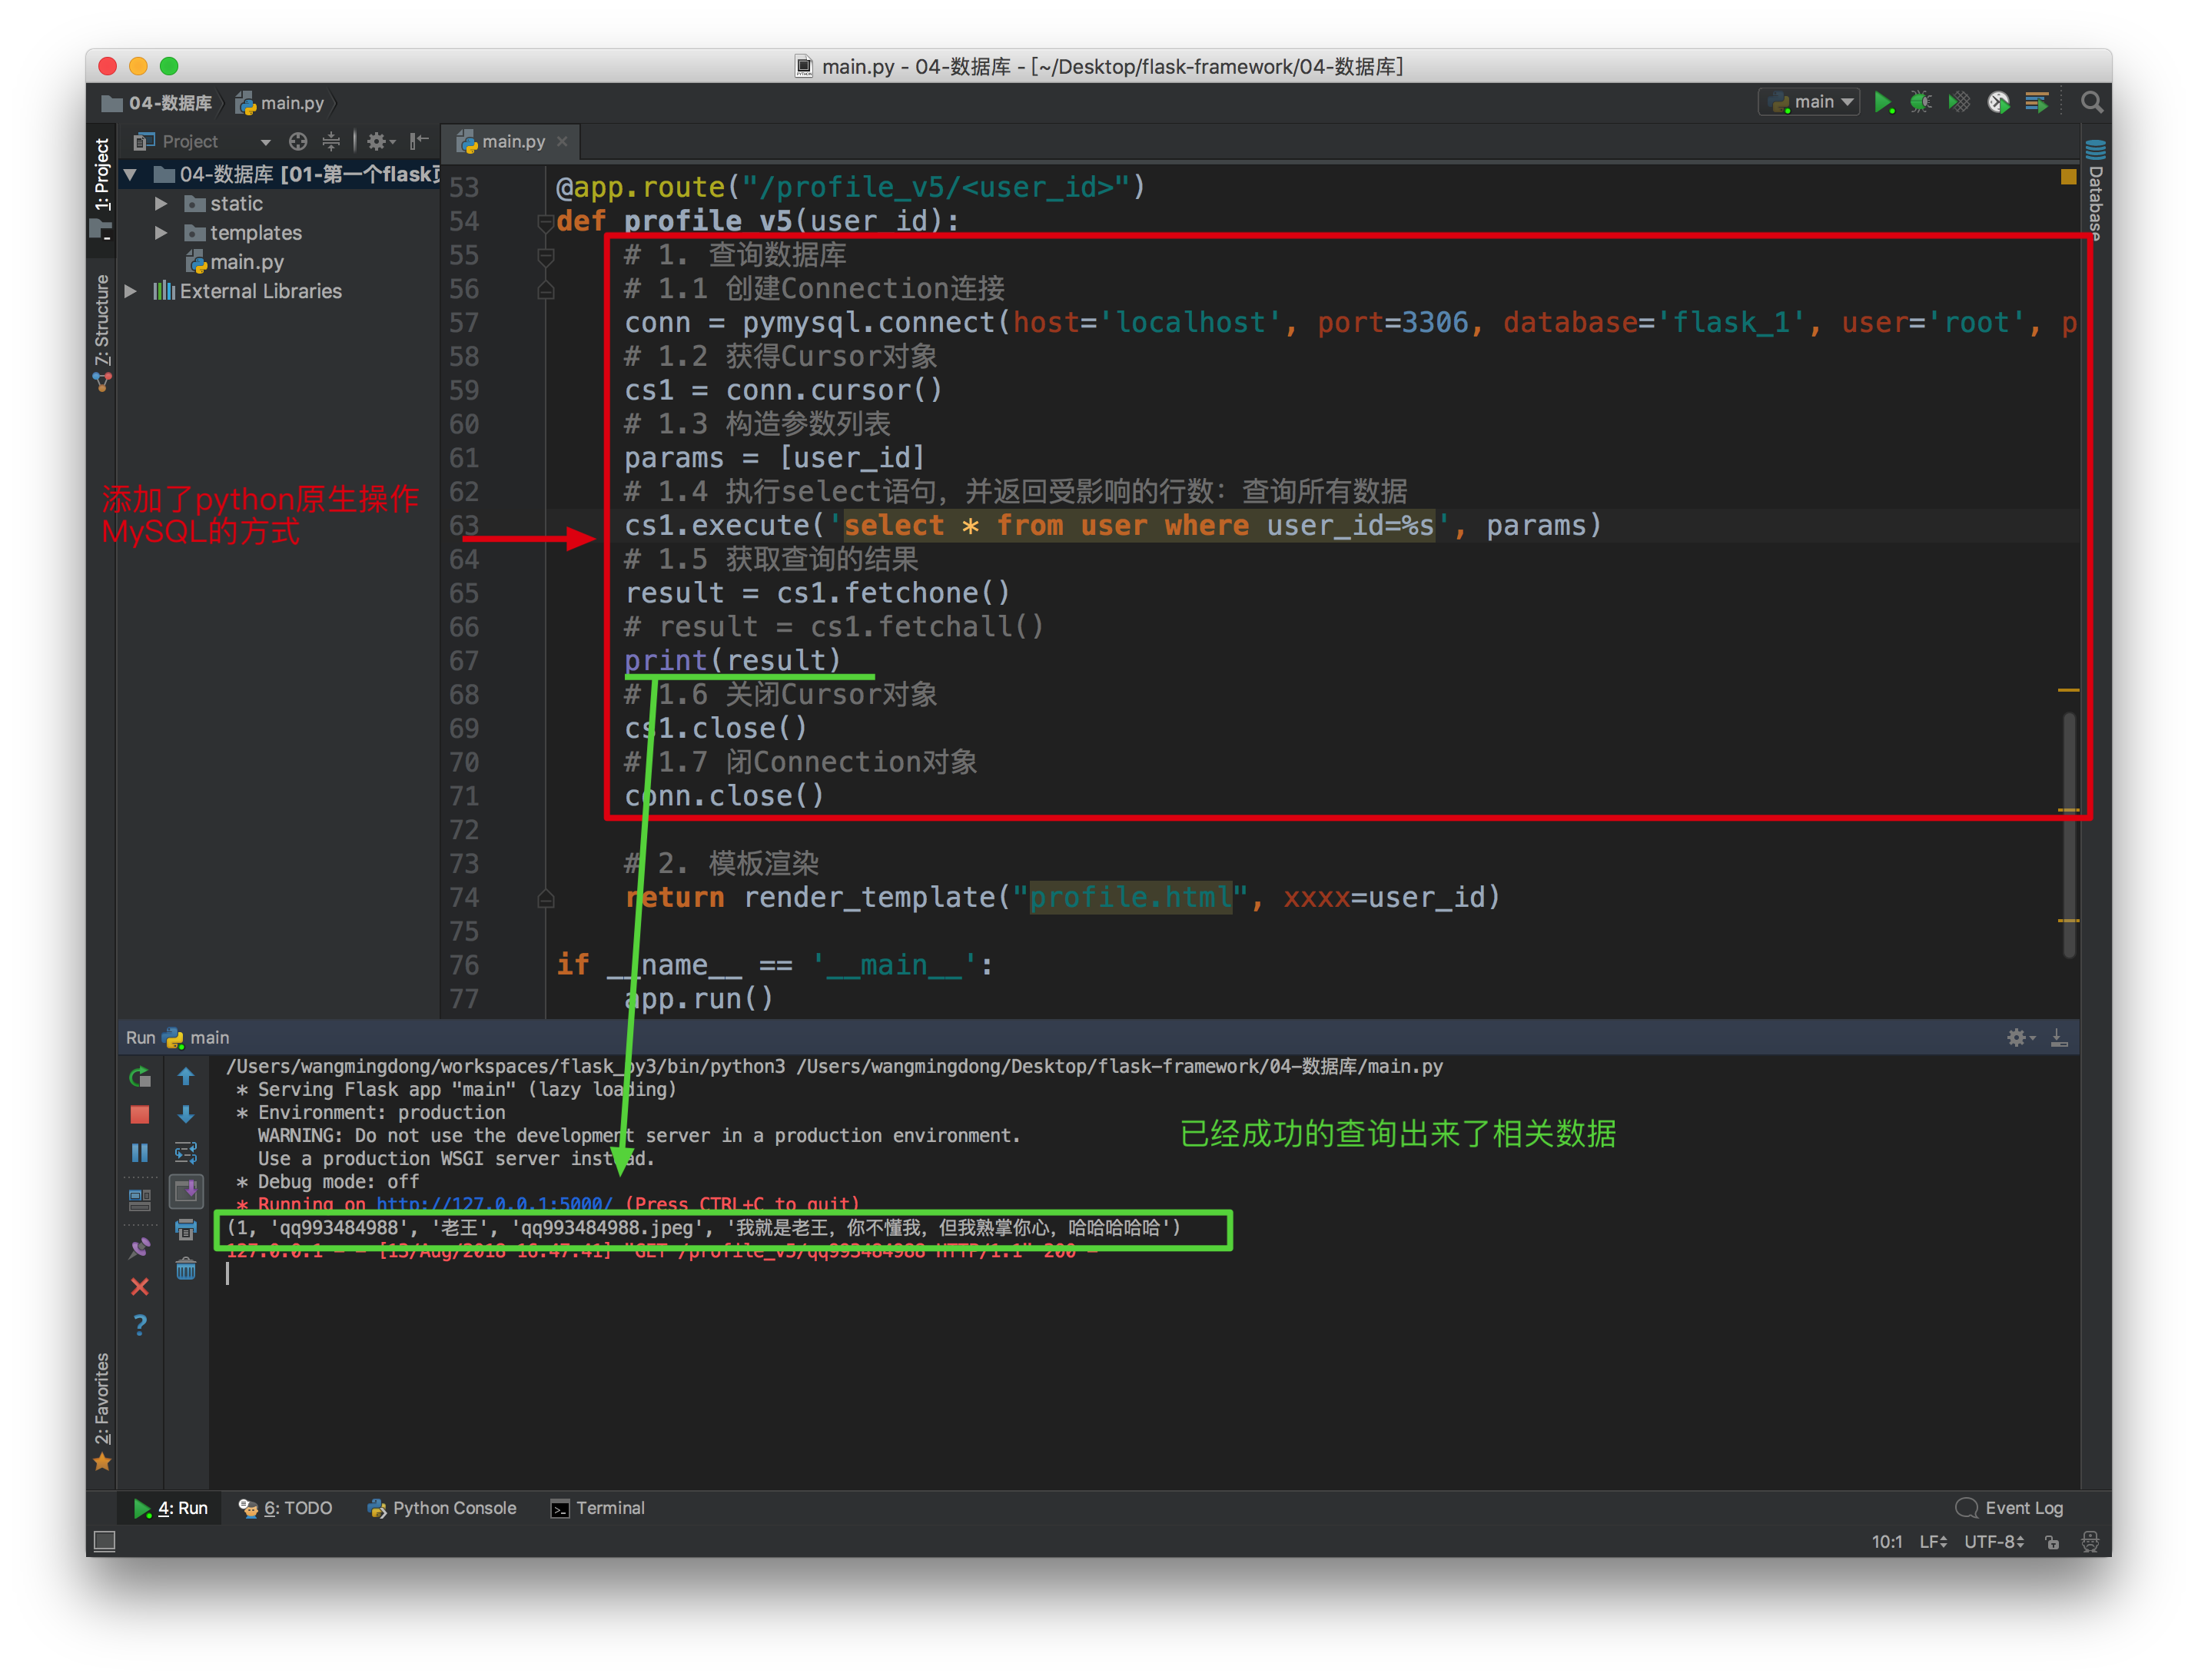 main.py - 04-数据库 - [~/Desktop/flask-framework/04-数据库]
04-数据库 main.py
main
1: Project
Project
main.py
04-数据库 [01-第一个flask页
static
templates
main.py
External Libraries
7: Structure
Database
添加了python原生操作
MySQL的方式
53 @app.route("/profile_v5/<user_id>")
54 def profile_v5(user_id):
55 # 1. 查询数据库
56 # 1.1 创建Connection连接
57 conn = pymysql.connect(host='localhost', port=3306, database='flask_1', user='root', p
58 # 1.2 获得Cursor对象
59 cs1 = conn.cursor()
60 # 1.3 构造参数列表
61 params = [user_id]
62 # 1.4 执行select语句，并返回受影响的行数：查询所有数据
63 cs1.execute('select * from user where user_id=%s', params)
64 # 1.5 获取查询的结果
65 result = cs1.fetchone()
66 # result = cs1.fetchall()
67 print(result)
68 # 1.6 关闭Cursor对象
69 cs1.close()
70 # 1.7 闭Connection对象
71 conn.close()
72
73 # 2. 模板渲染
74 return render_template("profile.html", xxxx=user_id)
75
76 if __name__ == '__main__':
77 app.run()
Run main
/Users/wangmingdong/workspaces/flask_py3/bin/python3 /Users/wangmingdong/Desktop/flask-framework/04-数据库/main.py
* Serving Flask app "main" (lazy loading)
* Environment: production
WARNING: Do not use the development server in a production environment.
Use a production WSGI server instead.
* Debug mode: off
* Running on http://127.0.0.1:5000/ (Press CTRL+C to quit)
(1, 'qq993484988', '老王', 'qq993484988.jpeg', '我就是老王，你不懂我，但我熟掌你心，哈哈哈哈哈')
127.0.0.1 - - [13/Aug/2018 16:47:41] "GET /profile_v5/qq993484988 HTTP/1.1" 200 -
已经成功的查询出来了相关数据
2: Favorites
4: Run 6: TODO Python Console Terminal
Event Log
10:1 LF UTF-8